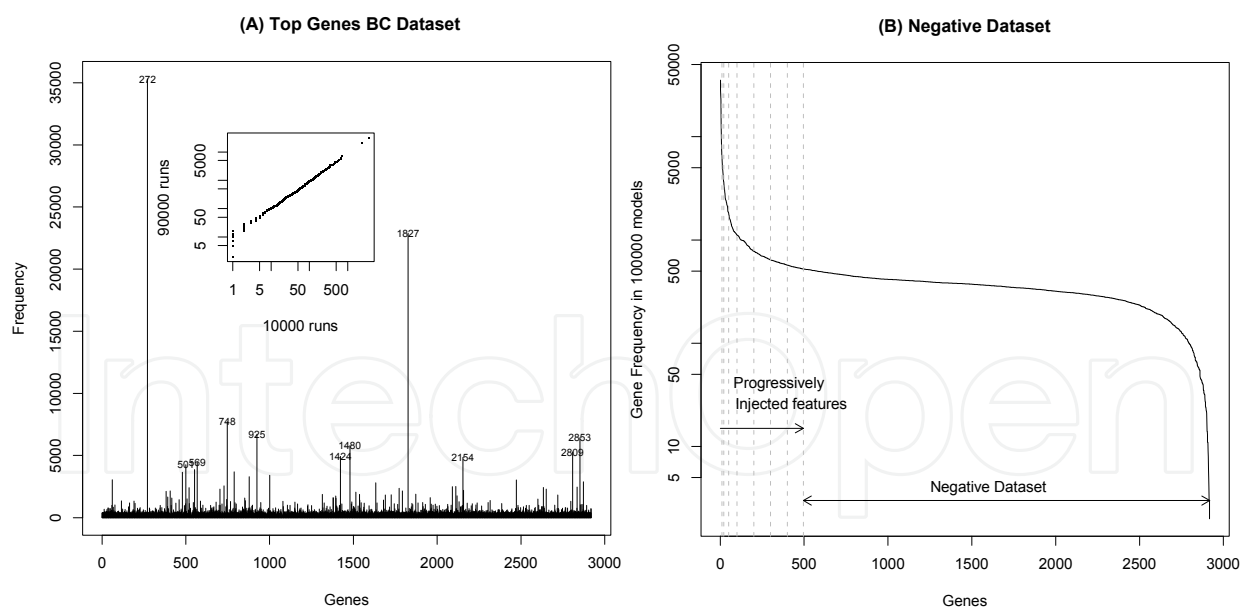 (A) Top Genes BC Dataset
35000
30000
25000
20000
15000
10000
5000
0
Frequency
272
1827
748
925
501
569
1424
1480
2154
2809
2853
5000
50
5
90000 runs
1 5 50 500
10000 runs
0 500 1000 1500 2000 2500 3000
Genes
(B) Negative Dataset
50000
5000
500
50
10
5
Gene Frequency in 100000 models
Progressively
Injected features
Negative Dataset
0 500 1000 1500 2000 2500 3000
Genes
IntechOpen